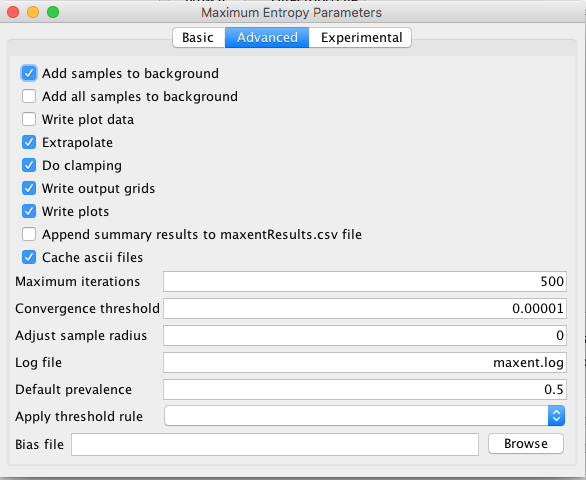 Maximum Entropy Parameters
Basic Advanced Experimental
Add samples to background
Add all samples to background
Write plot data
Extrapolate
Do clamping
Write output grids
Write plots
Append summary results to maxentResults.csv file
Cache ascii files
Maximum iterations 500
Convergence threshold 0.00001
Adjust sample radius 0
Log file maxent.log
Default prevalence 0.5
Apply threshold rule
Bias file Browse